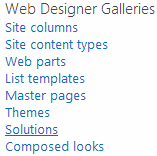 Web Designer Galleries
Site columns
Site content types
Web parts
List templates
Master pages
Themes
Solutions
Composed looks